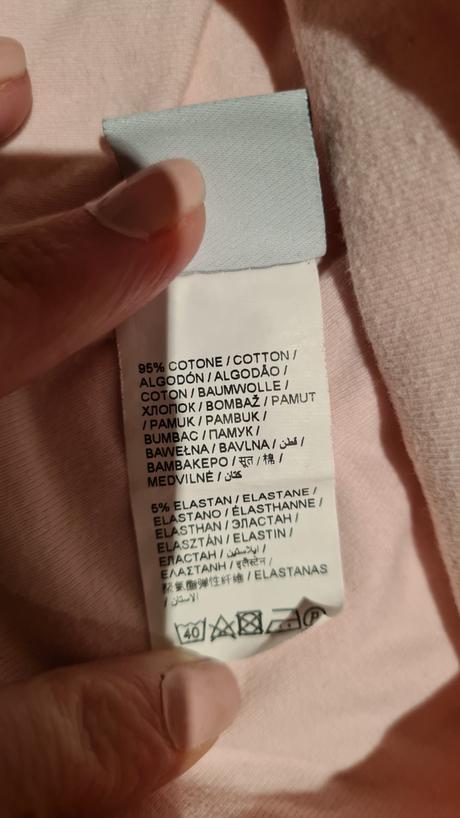 95% COTONE / COTTON /
ALGODÓN / ALGODÃO /
COTON / BAUMWOLLE /
ХЛОПОК / BOMBAŽ / PAMUT
/ PAMUK / PAMBUK /
BUMBAC / ПАМУК /
BAWEŁNA / BAVLNA / قطن /
BAMBAKEPO / सूत / 棉 /
MEDVILNĖ / كتان
5% ELASTAN / ELASTANE /
ELASTANO / ÉLASTHANNE /
ELASTHAN / ЭЛАСТАН /
ELASZTÁN / ELASTIN /
ЕЛАСТАН / ايلاستين /
ΕΛΑΣΤΑΝΗ / इलैस्टेन /
聚氨酯弹性纤维 / ELASTANAS
/ الاستان
40 P